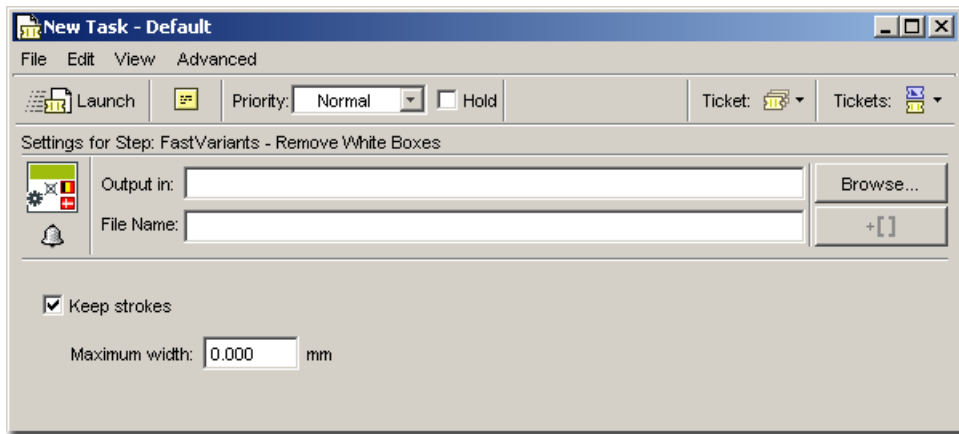 New Task - Default
File Edit View Advanced
Launch Priority: Normal Hold Ticket: Tickets:
Settings for Step: FastVariants - Remove White Boxes
Output in: Browse...
File Name: +[]
Keep strokes
Maximum width: 0.000 mm